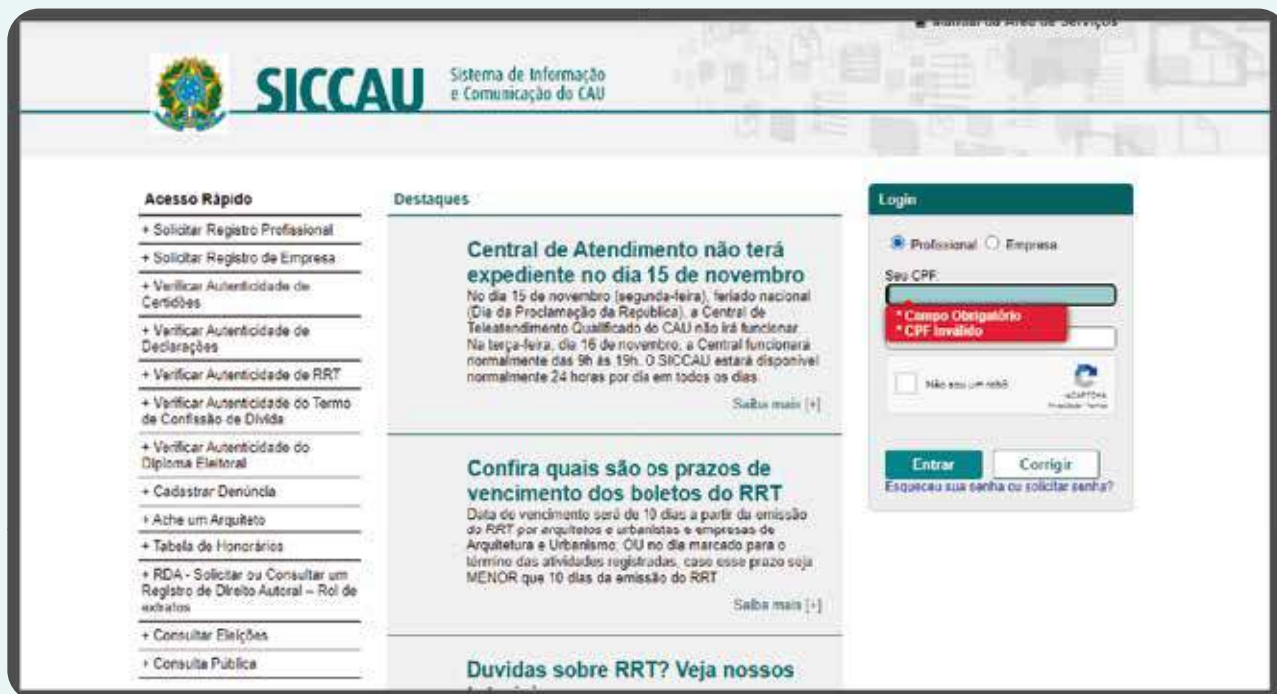 Manual da Área de Serviços
SICCAU
Sistema de Informação
e Comunicação do CAU
Acesso Rápido
+ Solicitar Registro Profissional
+ Solicitar Registro de Empresa
+ Verificar Autenticidade de
Certidões
+ Verificar Autenticidade de
Declarações
+ Verificar Autenticidade de RRT
+ Verificar Autenticidade do Termo
de Confissão de Dívida
+ Verificar Autenticidade do
Diploma Eleitoral
+ Cadastrar Denúncia
+ Ache um Arquiteto
+ Tabela de Honorários
+ RDA - Solicitar ou Consultar um
Registro de Direito Autoral – Rol de
extratos
+ Consultar Eleições
+ Consulta Pública
Destaques
Central de Atendimento não terá
expediente no dia 15 de novembro
No dia 15 de novembro (segunda-feira), feriado nacional
(Dia da Proclamação da República), a Central de
Teleatendimento Qualificado do CAU não irá funcionar.
Na terça-feira, dia 16 de novembro, a Central funcionará
normalmente das 9h às 19h. O SICCAU estará disponível
normalmente 24 horas por dia em todos os dias.
Saiba mais [+]
Confira quais são os prazos de
vencimento dos boletos do RRT
Data de vencimento será de 10 dias a partir da emissão
do RRT por arquitetos e urbanistas e empresas de
Arquitetura e Urbanismo; OU no dia marcado para o
término das atividades registradas, caso esse prazo seja
MENOR que 10 dias da emissão do RRT
Saiba mais [+]
Duvidas sobre RRT? Veja nossos
Login
Profissional Empresa
Seu CPF:
* Campo Obrigatório
* CPF Inválido
Não sou um robô
reCAPTCHA
Entrar Corrigir
Esqueceu sua senha ou solicitar senha?